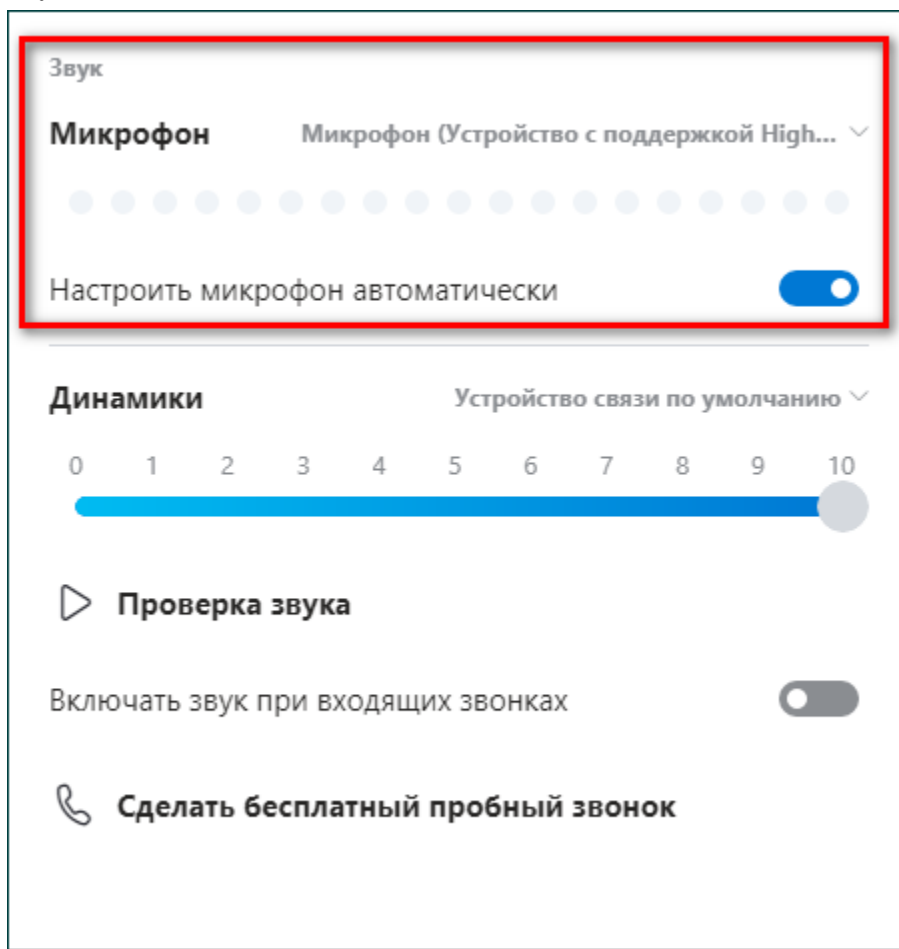 Звук
Микрофон Микрофон (Устройство с поддержкой High...
Настроить микрофон автоматически
Динамики Устройство связи по умолчанию
0 1 2 3 4 5 6 7 8 9 10
Проверка звука
Включать звук при входящих звонках
Сделать бесплатный пробный звонок